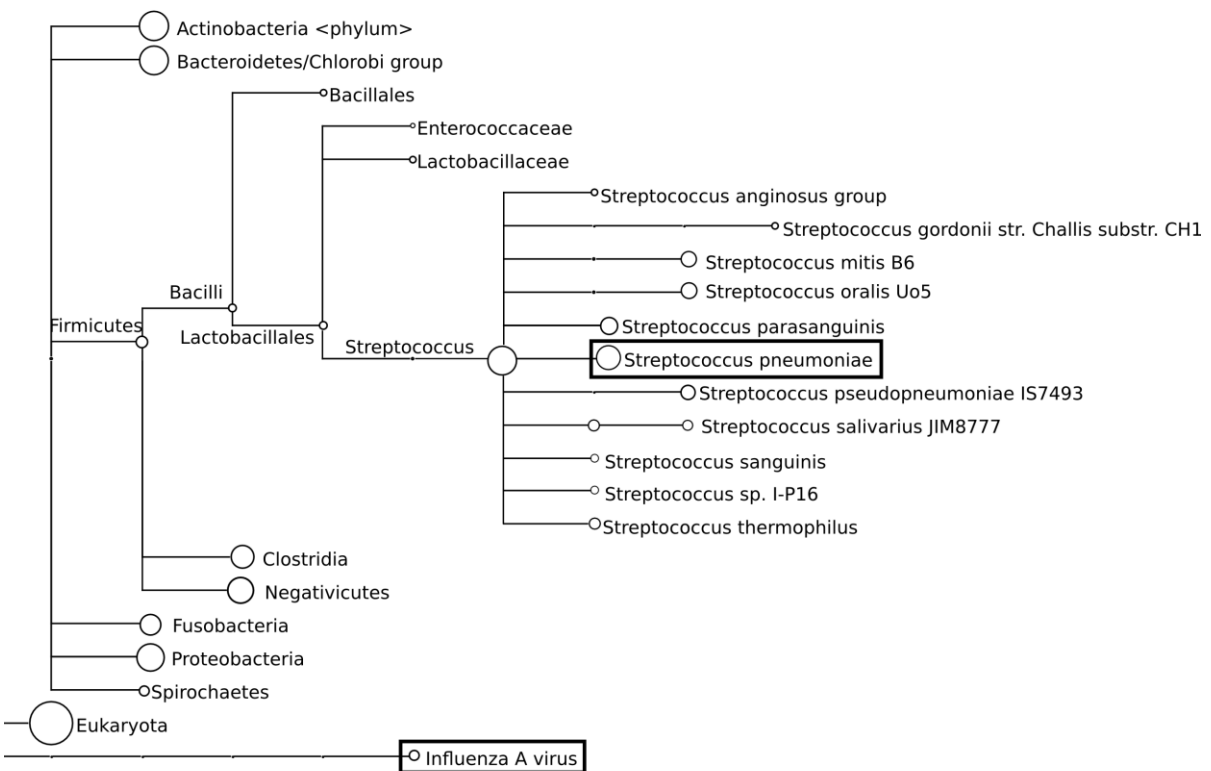 Actinobacteria <phylum>
Bacteroidetes/Chlorobi group
Bacillales
Enterococcaceae
Lactobacillaceae
Streptococcus anginosus group
Streptococcus gordonii str. Challis substr. CH1
Streptococcus mitis B6
Bacilli
Streptococcus oralis Uo5
Firmicutes
Streptococcus parasanguinis
Lactobacillales
Streptococcus
Streptococcus pneumoniae
Streptococcus pseudopneumoniae IS7493
Streptococcus salivarius JIM8777
Streptococcus sanguinis
Streptococcus sp. I-P16
Streptococcus thermophilus
Clostridia
Negativicutes
Fusobacteria
Proteobacteria
Spirochaetes
Eukaryota
Influenza A virus